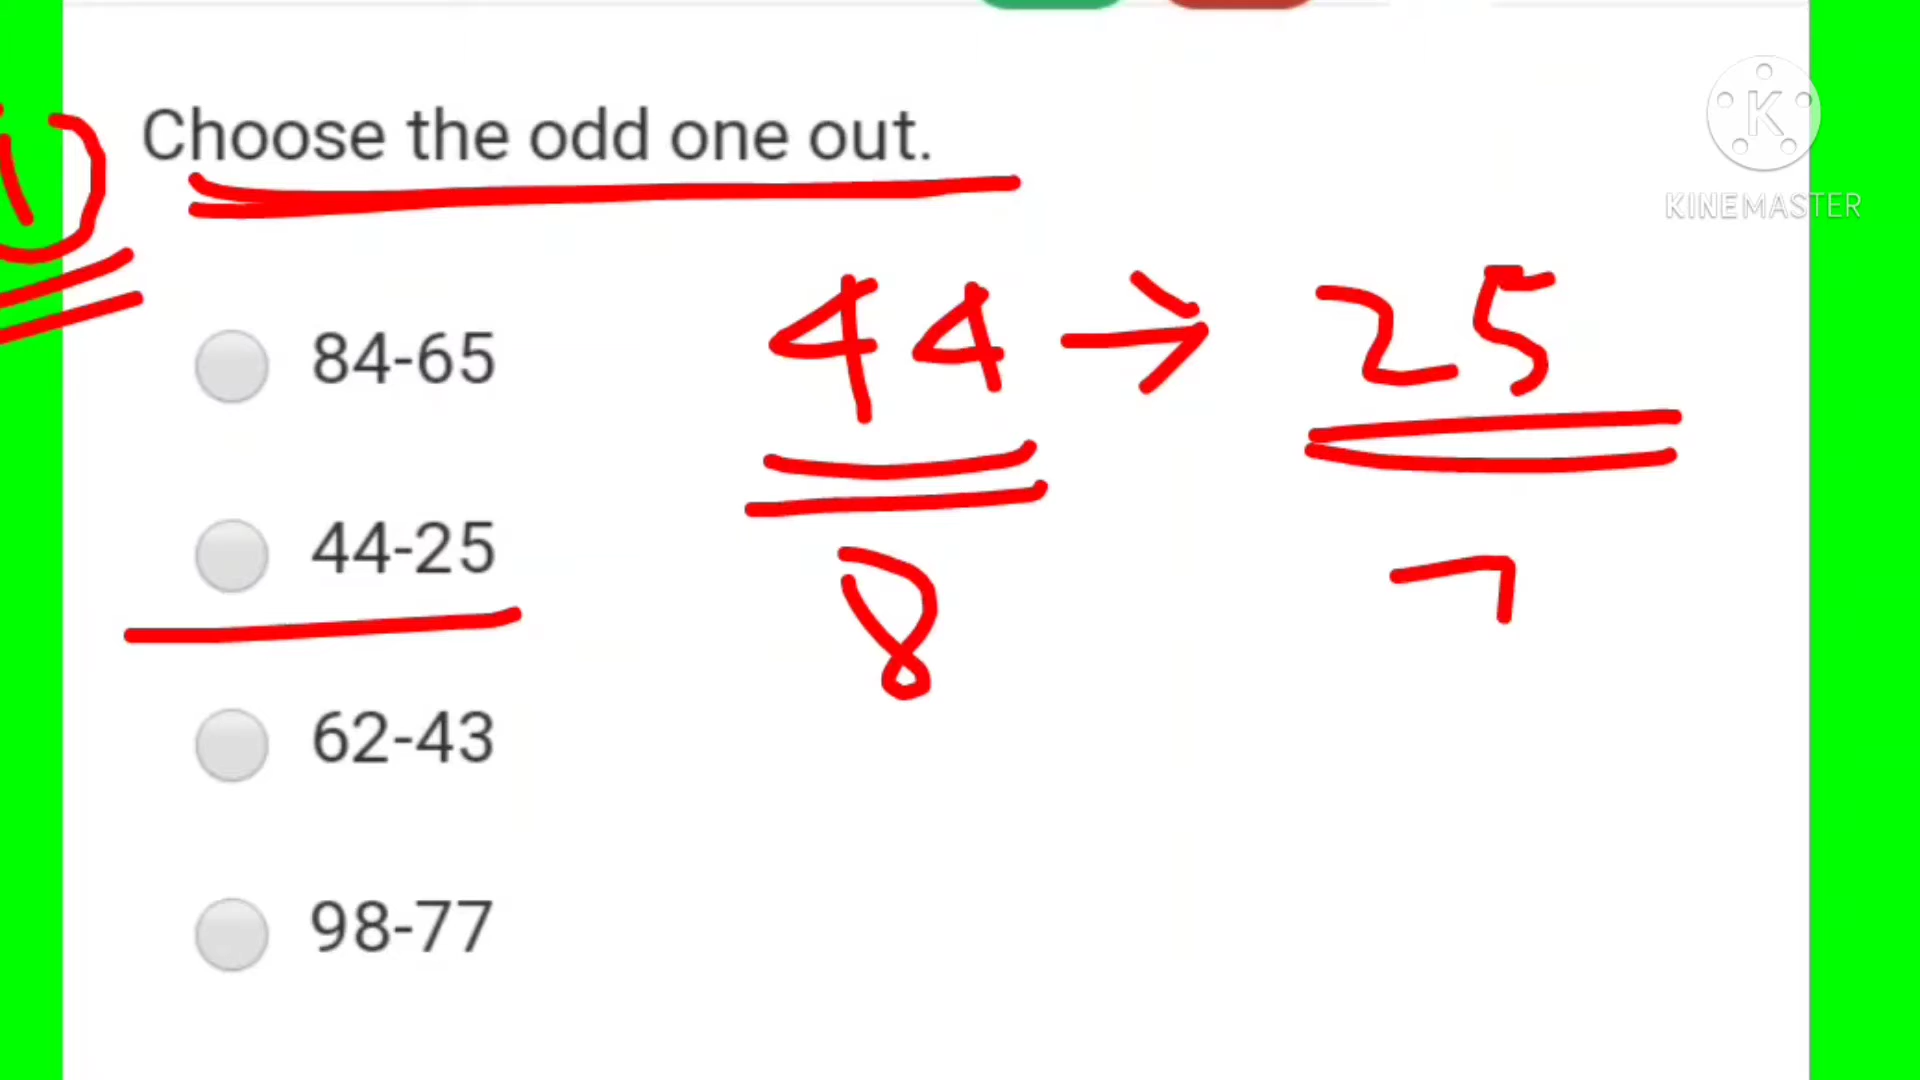 Choose the odd one out.
K
KINEMASTER
84-65
44 → 25
44-25
8 7
62-43
98-77